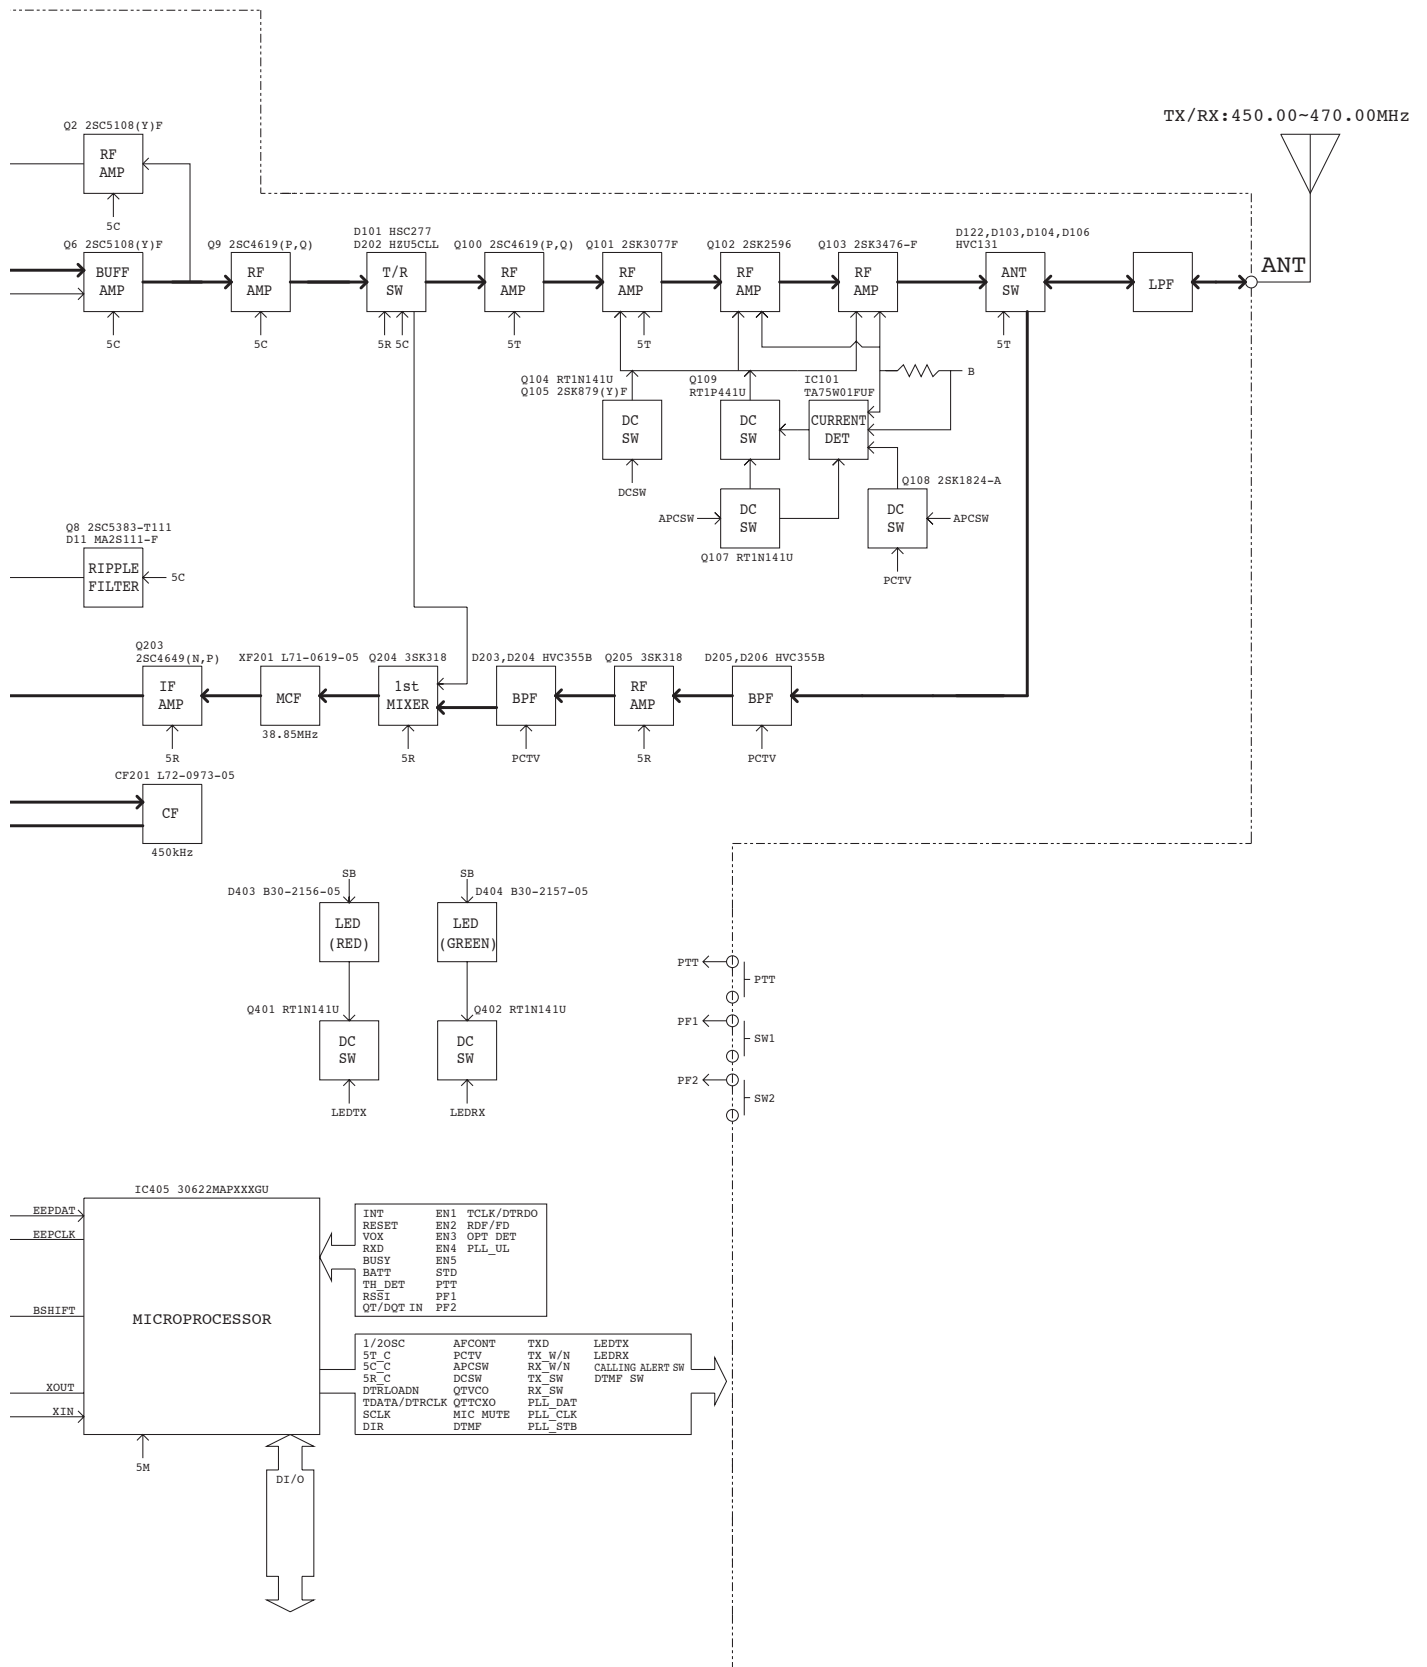 TX/RX:450.00~470.00MHz
Q2 2SC5108(Y)F
RF
AMP
5C
ANT
Q6 2SC5108(Y)F
BUFF
AMP
5C
Q9 2SC4619(P,Q)
RF
AMP
5C
D101 HSC277
D202 HZU5CLL
T/R
SW
5R 5C
Q100 2SC4619(P,Q)
RF
AMP
5T
Q101 2SK3077F
RF
AMP
5T
Q102 2SK2596
RF
AMP
Q103 2SK3476-F
RF
AMP
D122,D103,D104,D106
HVC131
ANT
SW
5T
LPF
Q104 RT1N141U
Q105 2SK879(Y)F
DC
SW
DCSW
Q109
RT1P441U
DC
SW
IC101
TA75W01FUF
CURRENT
DET
B
APCSW
DC
SW
Q107 RT1N141U
Q108 2SK1824-A
DC
SW
APCSW
PCTV
Q8 2SC5383-T111
D11 MA2S111-F
RIPPLE
FILTER
5C
Q203
2SC4649(N,P)
IF
AMP
5R
XF201 L71-0619-05
MCF
38.85MHz
Q204 3SK318
1st
MIXER
5R
D203,D204 HVC355B
BPF
PCTV
Q205 3SK318
RF
AMP
5R
D205,D206 HVC355B
BPF
PCTV
CF201 L72-0973-05
CF
450kHz
SB
D403 B30-2156-05
LED
(RED)
Q401 RT1N141U
DC
SW
LEDTX
SB
D404 B30-2157-05
LED
(GREEN)
Q402 RT1N141U
DC
SW
LEDRX
PTT
PTT
PF1
SW1
PF2
SW2
IC405 30622MAPXXXGU
EEPDAT
EEPCLK
BSHIFT
XOUT
XIN
MICROPROCESSOR
5M
INT EN1 TCLK/DTRDO
RESET EN2 RDF/FD
VOX EN3 OPT DET
RXD EN4 PLL_UL
BUSY EN5
BATT STD
TH_DET PTT
RSSI PF1
QT/DQT IN PF2
1/2OSC AFCONT TXD LEDTX
5T_C PCTV TX_W/N LEDRX
5C_C APCSW RX_W/N CALLING ALERT SW
5R_C DCSW TX_SW DTMF SW
DTRLOADN QTVCO RX_SW
TDATA/DTRCLK QTTCXO PLL_DAT
SCLK MIC MUTE PLL_CLK
DIR DTMF PLL_STB
DI/O